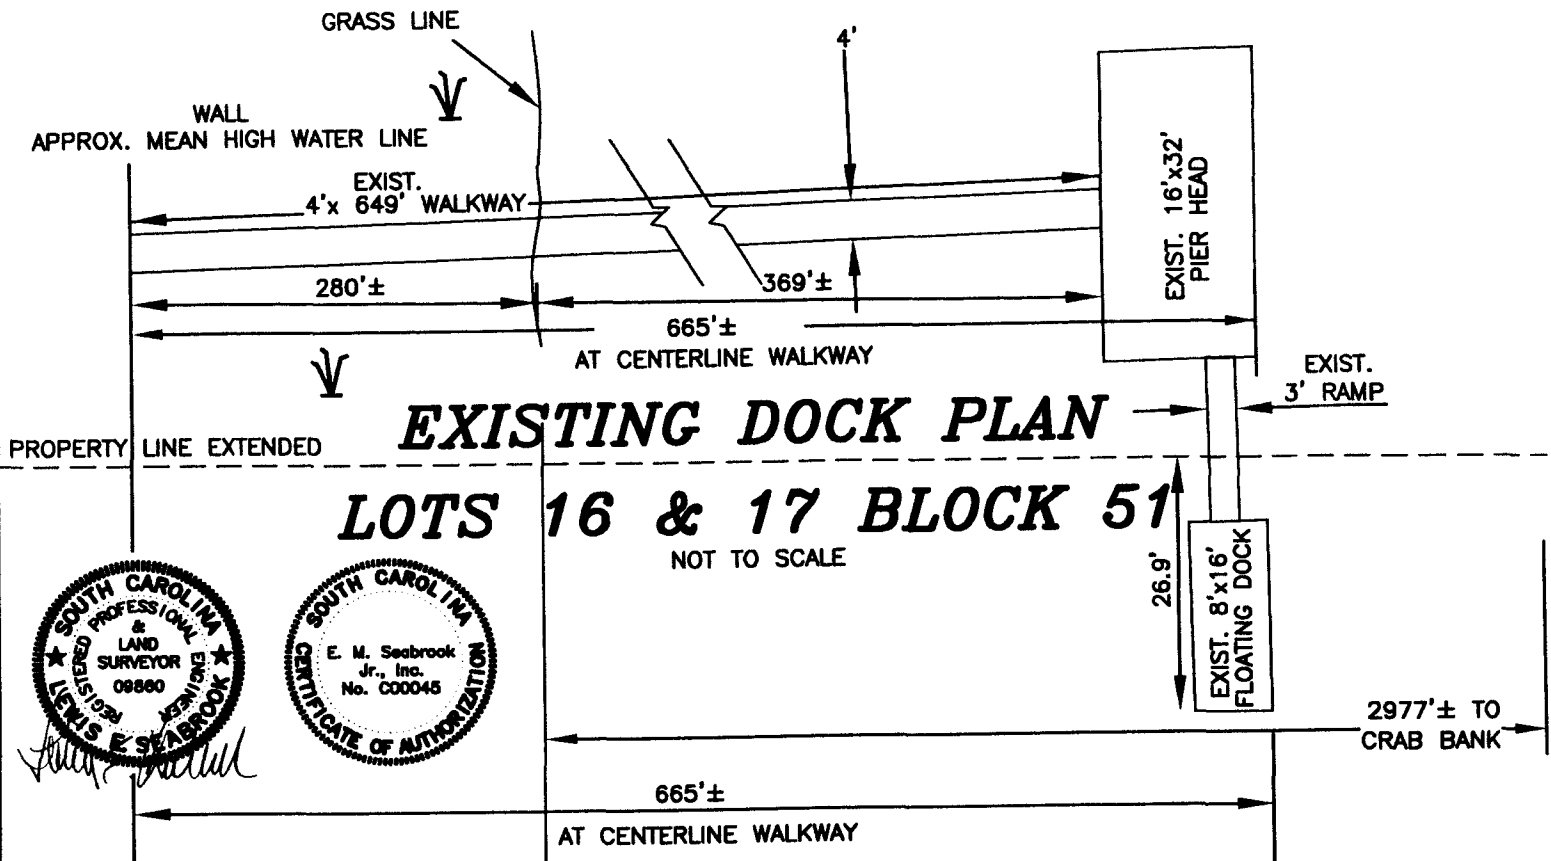 GRASS LINE
4'
WALL
APPROX. MEAN HIGH WATER LINE
EXIST.
4'x 649' WALKWAY
EXIST. 16'x32'
PIER HEAD
280'±
369'±
665'±
AT CENTERLINE WALKWAY
EXIST.
3' RAMP
EXISTING DOCK PLAN
PROPERTY LINE EXTENDED
LOTS 16 & 17 BLOCK 51
NOT TO SCALE
26.9'
EXIST. 8'x16'
FLOATING DOCK
SOUTH CAROLINA
REGISTERED PROFESSIONAL ENGINEER
&
LAND
SURVEYOR
09860
LEWIS E. SEABROOK
SOUTH CAROLINA
E. M. Seabrook
Jr., Inc.
No. C00045
CERTIFICATE OF AUTHORIZATION
2977'± TO
CRAB BANK
665'±
AT CENTERLINE WALKWAY